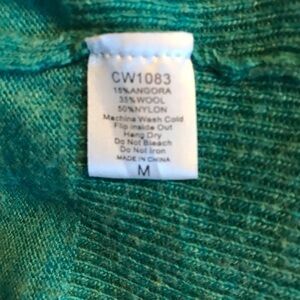 CW1083
15%ANGORA
35%WOOL
50%NYLON
Machina Wash Cold
Flip inside Out
Hang Dry
Do Not Bleach
Do Not Iron
MADE IN CHINA
M